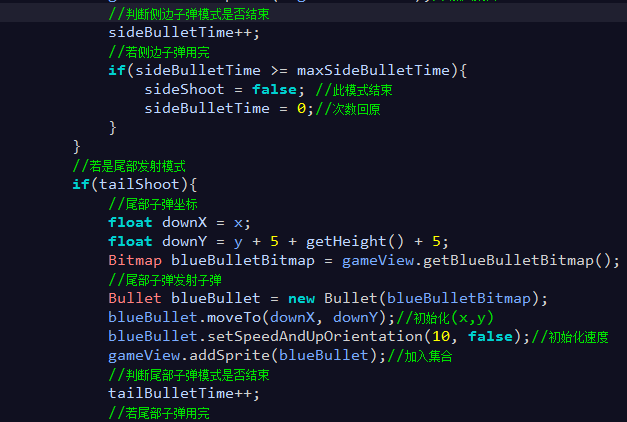 //判断侧边子弹模式是否结束
sideBulletTime++;
//若侧边子弹用完
if(sideBulletTime >= maxSideBulletTime){
sideShoot = false; //此模式结束
sideBulletTime = 0;//次数回原
}
}
//若是尾部发射模式
if(tailShoot){
//尾部子弹坐标
float downX = x;
float downY = y + 5 + getHeight() + 5;
Bitmap blueBulletBitmap = gameView.getBlueBulletBitmap();
//尾部子弹发射子弹
Bullet blueBullet = new Bullet(blueBulletBitmap);
blueBullet.moveTo(downX, downY);//初始化(x,y)
blueBullet.setSpeedAndUpOrientation(10, false);//初始化速度
gameView.addSprite(blueBullet);//加入集合
//判断尾部子弹模式是否结束
tailBulletTime++;
//若尾部子弹用完